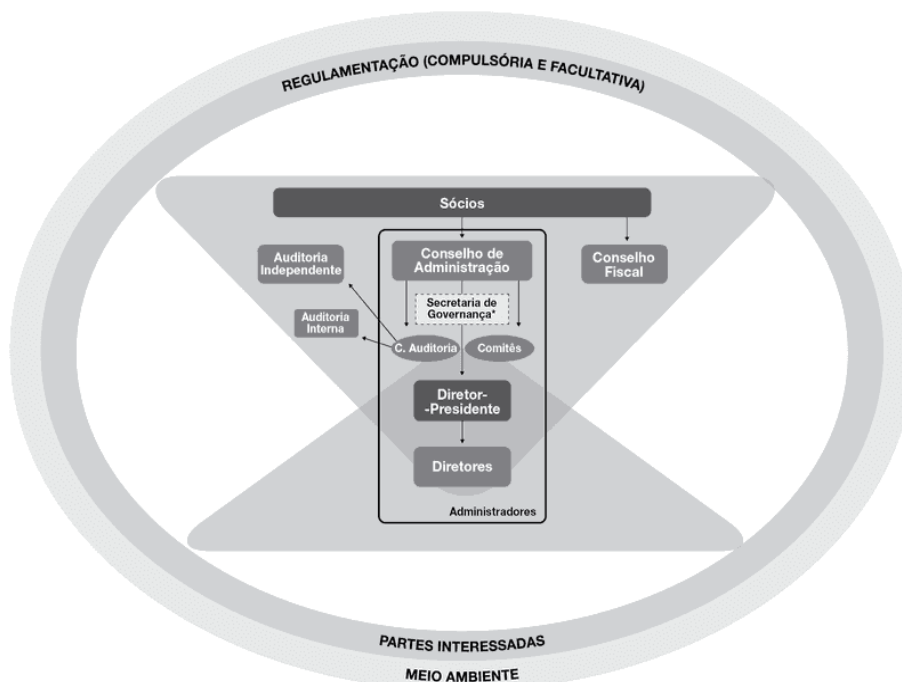 REGULAMENTAÇÃO (COMPULSÓRIA E FACULTATIVA)
Sócios
Auditoria
Independente
Conselho de
Administração
Conselho
Fiscal
Secretaria de
Governança*
Auditoria
Interna
C. Auditoria
Comitês
Diretor-
-Presidente
Diretores
Administradores
PARTES INTERESSADAS
MEIO AMBIENTE